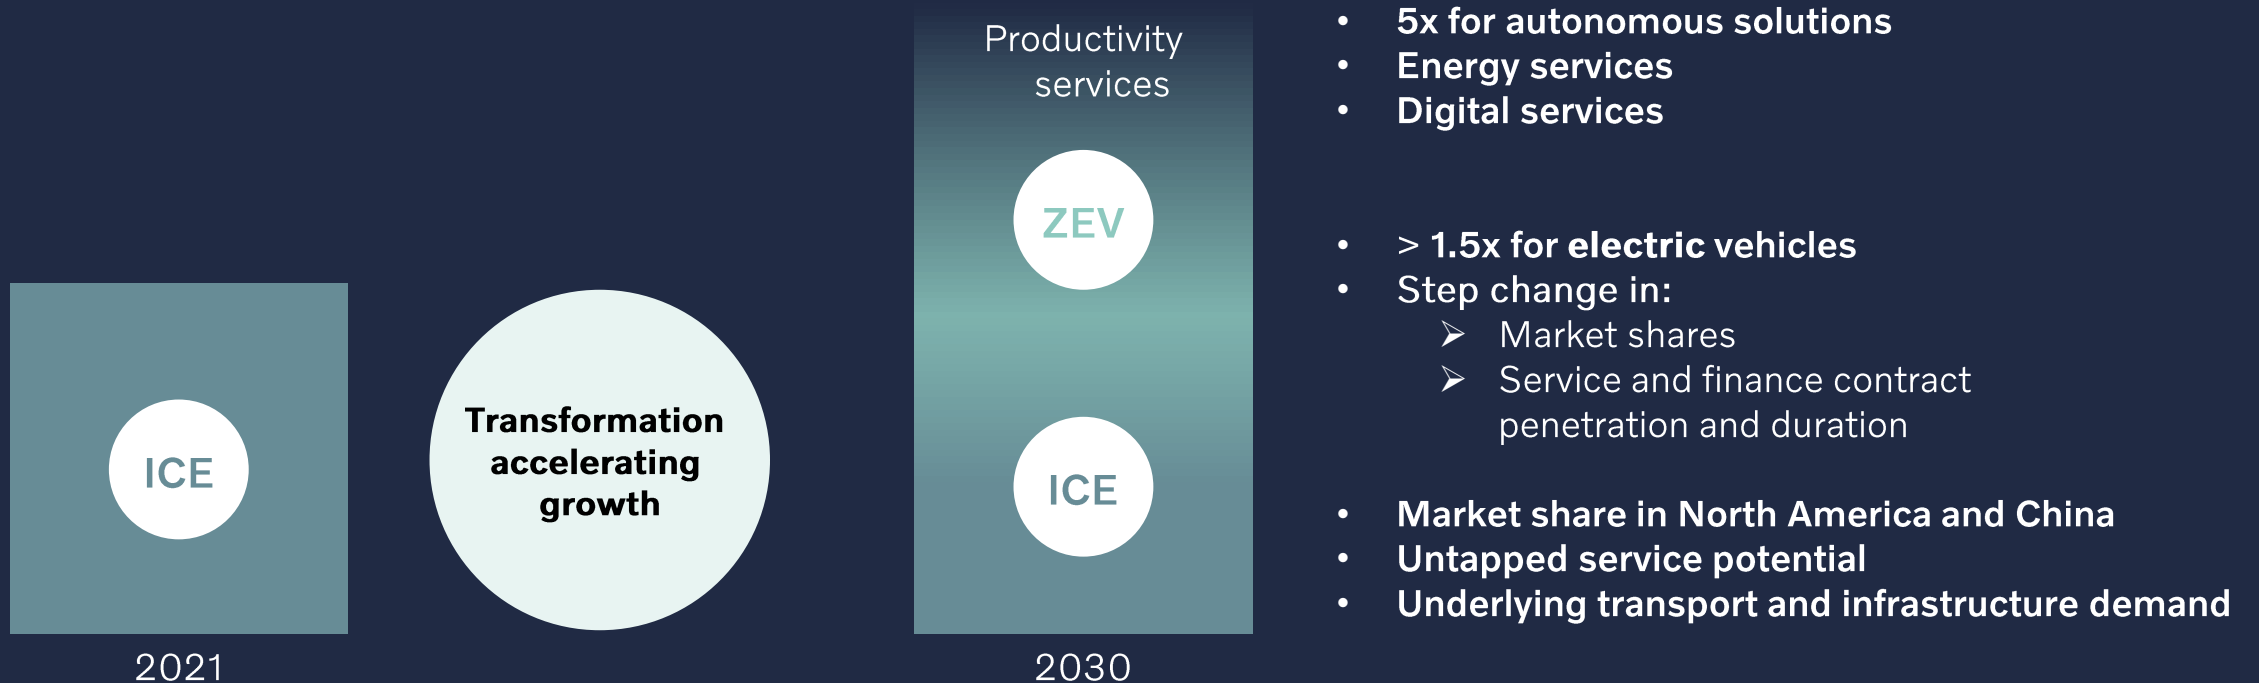 ICE
2021
Transformation
accelerating
growth
Productivity
services
ZEV
ICE
2030
• 5x for autonomous solutions
• Energy services
• Digital services
• > 1.5x for electric vehicles
• Step change in:
➢ Market shares
➢ Service and finance contract
penetration and duration
• Market share in North America and China
• Untapped service potential
• Underlying transport and infrastructure demand